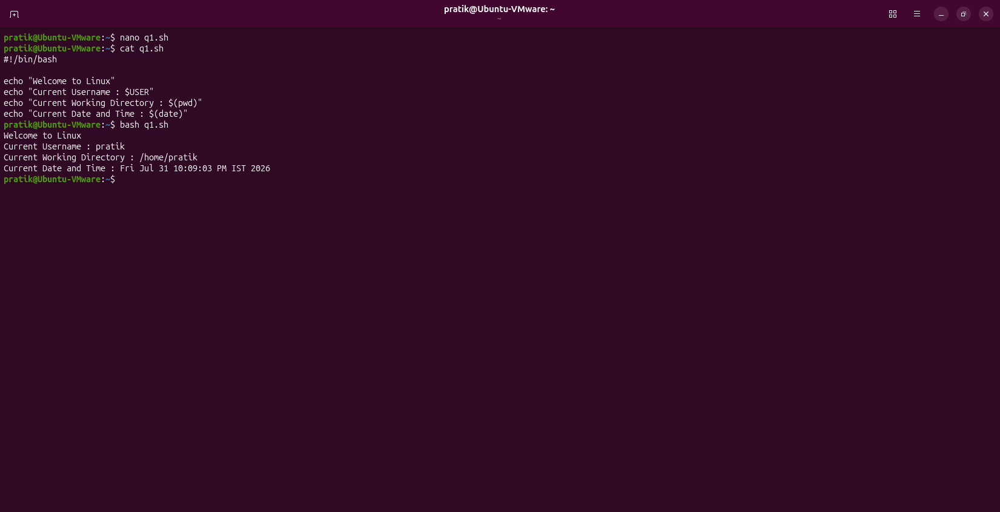 pratik@Ubuntu-VMware: ~
~
pratik@Ubuntu-VMware:~$ nano q1.sh
pratik@Ubuntu-VMware:~$ cat q1.sh
#!/bin/bash

echo "Welcome to Linux"
echo "Current Username : $USER"
echo "Current Working Directory : $(pwd)"
echo "Current Date and Time : $(date)"
pratik@Ubuntu-VMware:~$ bash q1.sh
Welcome to Linux
Current Username : pratik
Current Working Directory : /home/pratik
Current Date and Time : Fri Jul 31 10:09:03 PM IST 2026
pratik@Ubuntu-VMware:~$